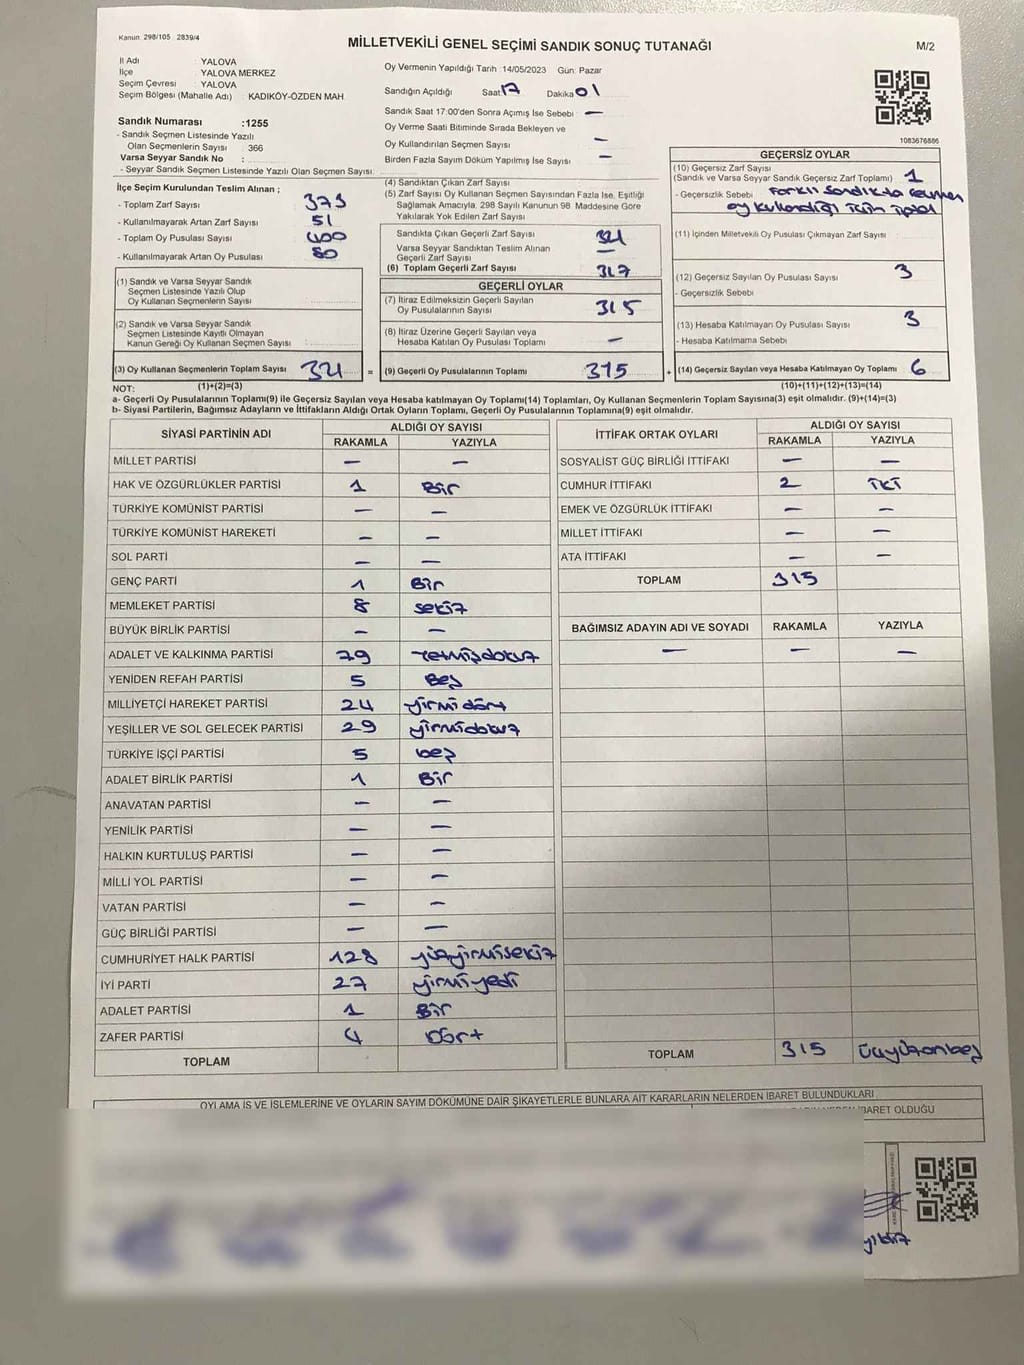 Kanun 298/105 2839/4
MİLLETVEKİLİ GENEL SEÇİMİ SANDIK SONUÇ TUTANAĞI
M/2
İl Adı : YALOVA
İlçe : YALOVA MERKEZ
Seçim Çevresi : YALOVA
Seçim Bölgesi (Mahalle Adı) : KADIKÖY-ÖZDEN MAH
Sandık Numarası :1255
- Sandık Seçmen Listesinde Yazılı
Olan Seçmenlerin Sayısı : 366
Varsa Seyyar Sandık No :
- Seyyar Sandık Seçmen Listesinde Yazılı Olan Seçmen Sayısı:
Oy Vermenin Yapıldığı Tarih :14/05/2023 Gün: Pazar
Sandığın Açıldığı Saat 17 Dakika 01
Sandık Saat 17:00'den Sonra Açımış İse Sebebi : —
Oy Verme Saati Bitiminde Sırada Bekleyen ve
Oy Kullandırılan Seçmen Sayısı —
Birden Fazla Sayım Döküm Yapılmış İse Sayısı —
1083676886
İlçe Seçim Kurulundan Teslim Alınan ;
- Toplam Zarf Sayısı : 373
- Kullanılmayarak Artan Zarf Sayısı : 51
- Toplam Oy Pusulası Sayısı : 400
- Kullanılmayarak Artan Oy Pusulası : 80
(1) Sandık ve Varsa Seyyar Sandık
Seçmen Listesinde Yazılı Olup
Oy Kullanan Seçmenlerin Sayısı :
(2) Sandık ve Varsa Seyyar Sandık
Seçmen Listesinde Kayıtlı Olmayan
Kanun Gereği Oy Kullanan Seçmen Sayısı :
(3) Oy Kullanan Seçmenlerin Toplam Sayısı 321 =
(4) Sandıktan Çıkan Zarf Sayısı :
(5) Zarf Sayısı Oy Kullanan Seçmen Sayısından Fazla İse, Eşitliği
Sağlamak Amacıyla, 298 Sayılı Kanunun 98 Maddesine Göre
Yakılarak Yok Edilen Zarf Sayısı :
Sandıkta Çıkan Geçerli Zarf Sayısı : 321
Varsa Seyyar Sandıktan Teslim Alınan
Geçerli Zarf Sayısı : —
(6) Toplam Geçerli Zarf Sayısı : 317
GEÇERLİ OYLAR
(7) İtiraz Edilmeksizin Geçerli Sayılan
Oy Pusulalarının Sayısı : 315
(8) İtiraz Üzerine Geçerli Sayılan veya
Hesaba Katılan Oy Pusulası Toplamı : —
(9) Geçerli Oy Pusulalarının Toplamı : 315 +
GEÇERSİZ OYLAR
(10) Geçersiz Zarf Sayısı
(Sandık ve Varsa Seyyar Sandık Geçersiz Zarf Toplamı) : 1
- Geçersizlik Sebebi : Farklı Sandıkta Seçmen
oy kullandığı için iptal
(11) İçinden Milletvekili Oy Pusulası Çıkmayan Zarf Sayısı :
(12) Geçersiz Sayılan Oy Pusulası Sayısı : 3
- Geçersizlik Sebebi :
(13) Hesaba Katılmayan Oy Pusulası Sayısı : 3
- Hesaba Katılmama Sebebi :
(14) Geçersiz Sayılan veya Hesaba Katılmayan Oy Toplamı : 6
NOT: (1)+(2)=(3)
(10)+(11)+(12)+(13)=(14)
a- Geçerli Oy Pusulalarının Toplamı(9) ile Geçersiz Sayılan veya Hesaba katılmayan Oy Toplamı(14) Toplamları, Oy Kullanan Seçmenlerin Toplam Sayısına(3) eşit olmalıdır. (9)+(14)=(3)
b- Siyasi Partilerin, Bağımsız Adayların ve İttifakların Aldığı Ortak Oyların Toplamı, Geçerli Oy Pusulalarının Toplamına(9) eşit olmalıdır.
SİYASİ PARTİNİN ADI ALDIĞI OY SAYISI
RAKAMLA YAZIYLA
MİLLET PARTİSİ — —
HAK VE ÖZGÜRLÜKLER PARTİSİ 1 Bir
TÜRKİYE KOMÜNİST PARTİSİ — —
TÜRKİYE KOMÜNİST HAREKETİ — —
SOL PARTİ — —
GENÇ PARTİ 1 Bir
MEMLEKET PARTİSİ 8 sekiz
BÜYÜK BİRLİK PARTİSİ — —
ADALET VE KALKINMA PARTİSİ 79 Yetmişdokuz
YENİDEN REFAH PARTİSİ 5 Beş
MİLLİYETÇİ HAREKET PARTİSİ 24 yirmi dört
YEŞİLLER VE SOL GELECEK PARTİSİ 29 yirmidokuz
TÜRKİYE İŞÇİ PARTİSİ 5 beş
ADALET BİRLİK PARTİSİ 1 Bir
ANAVATAN PARTİSİ — —
YENİLİK PARTİSİ — —
HALKIN KURTULUŞ PARTİSİ — —
MİLLİ YOL PARTİSİ — —
VATAN PARTİSİ — —
GÜÇ BİRLİĞİ PARTİSİ — —
CUMHURİYET HALK PARTİSİ 128 yüzyirmisekiz
İYİ PARTİ 27 yirmiyedi
ADALET PARTİSİ 1 Bir
ZAFER PARTİSİ 4 Dört
TOPLAM
İTTİFAK ORTAK OYLARI ALDIĞI OY SAYISI
RAKAMLA YAZIYLA
SOSYALİST GÜÇ BİRLİĞİ İTTİFAKI — —
CUMHUR İTTİFAKI 2 İKİ
EMEK VE ÖZGÜRLÜK İTTİFAKI — —
MİLLET İTTİFAKI — —
ATA İTTİFAKI — —
TOPLAM 315
BAĞIMSIZ ADAYIN ADI VE SOYADI RAKAMLA YAZIYLA
— — —
TOPLAM 315 üçyüzonbeş
OYLAMA İŞ VE İŞLEMLERİNE VE OYLARIN SAYIM DÖKÜMÜNE DAİR ŞİKAYETLERLE BUNLARA AİT KARARLARIN NELERDEN İBARET BULUNDUKLARI
İBARET OLDUĞU